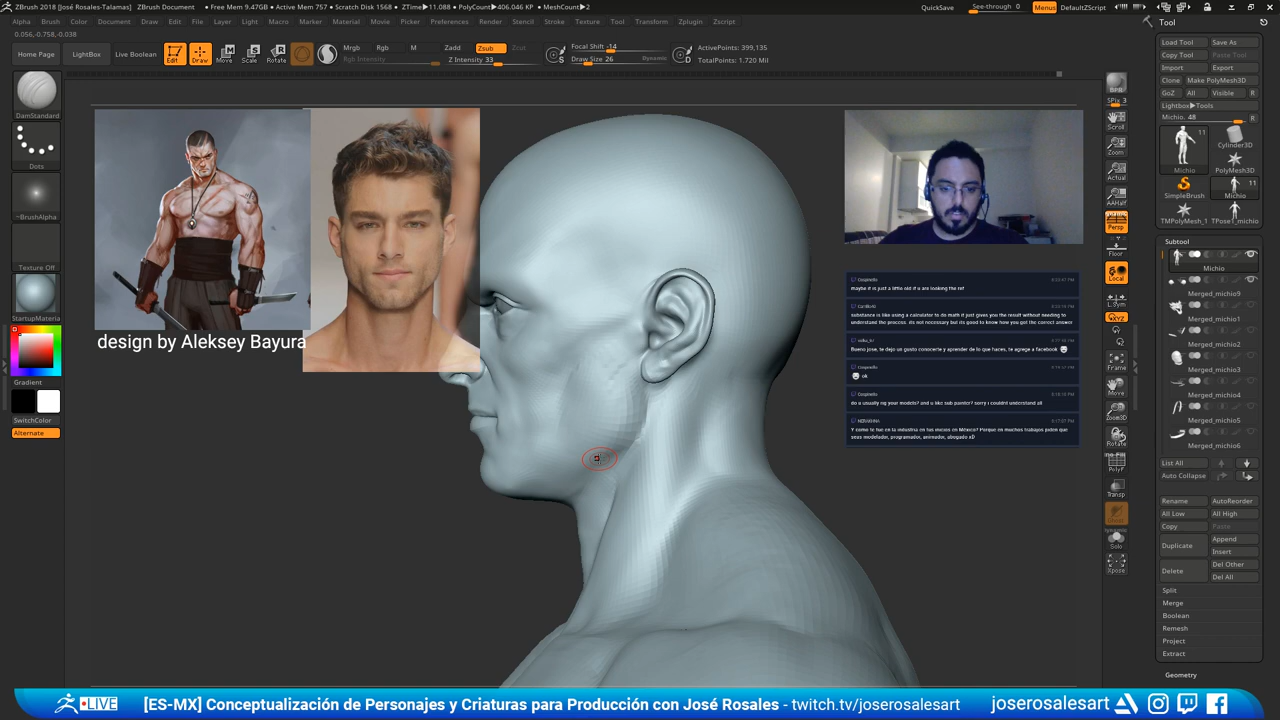 ZBrush 2018 [José Rosales-Talamas]   ZBrush Document   • Free Mem 9.47GB • Active Mem 757 • Scratch Disk 1568 • ZTime▶11.088 • PolyCount▶406.046 KP • MeshCount▶2
QuickSave See-through 0 Menus DefaultZScript
Alpha Brush Color Document Draw Edit File Layer Light Macro Marker Material Movie Picker Preferences Render Stencil Stroke Texture Tool Transform Zplugin Zscript
0.056,-0.758,-0.038
Home Page LightBox Live Boolean Edit Draw Move Scale Rotate
Mrgb Rgb M Zadd Zsub Zcut Focal Shift -14 ActivePoints: 399,135
Rgb Intensity Z Intensity 33 Draw Size 26 Dynamic TotalPoints: 1.720 Mil
DamStandard
Dots
~BrushAlpha
Texture Off
StartupMateria
Gradient
SwitchColor
Alternate
design by Aleksey Bayura
maybe it is just a little old if u are looking the ref
substance is like using a calculator to do math it just gives you the result without needing to
understand the process. its not necessary but its good to know how you got the correct answer
Bueno jose, te dejo un gusto conocerte y aprender de lo que haces, te agrege a facebook
ok
do u usually rig your models? and u like sub painter? sorry i couldnt understand all
Y como te fue en la industria en tus inicios en México? Porque en muchos trabajos piden que
seas modelador, programador, animador, abogado xD
BPR
SPix 3
Scroll
Zoom
Actual
AAHalf
Persp
Floor
Local
L.Sym
Frame
Move
Zoom3D
Rotate
PolyF
Transp
Solo
Xpose
Tool
Load Tool Save As
Copy Tool Paste Tool
Import Export
Clone Make PolyMesh3D
GoZ All Visible R
Lightbox▶Tools
Michio. 48 R
11
Michio
Cylinder3D
PolyMesh3D
SimpleBrush
11
Michio
TMPolyMesh_1 TPose1_michio
Subtool
Michio
Merged_michio9
Merged_michio1
Merged_michio2
Merged_michio3
Merged_michio4
Merged_michio5
Merged_michio6
List All
Auto Collapse
Rename AutoReorder
All Low All High
Copy Paste
Duplicate Append
Insert
Delete Del Other
Del All
Split
Merge
Boolean
Remesh
Project
Extract
Geometry
LIVE [ES-MX] Conceptualización de Personajes y Criaturas para Producción con José Rosales - twitch.tv/joserosalesart joserosalesart